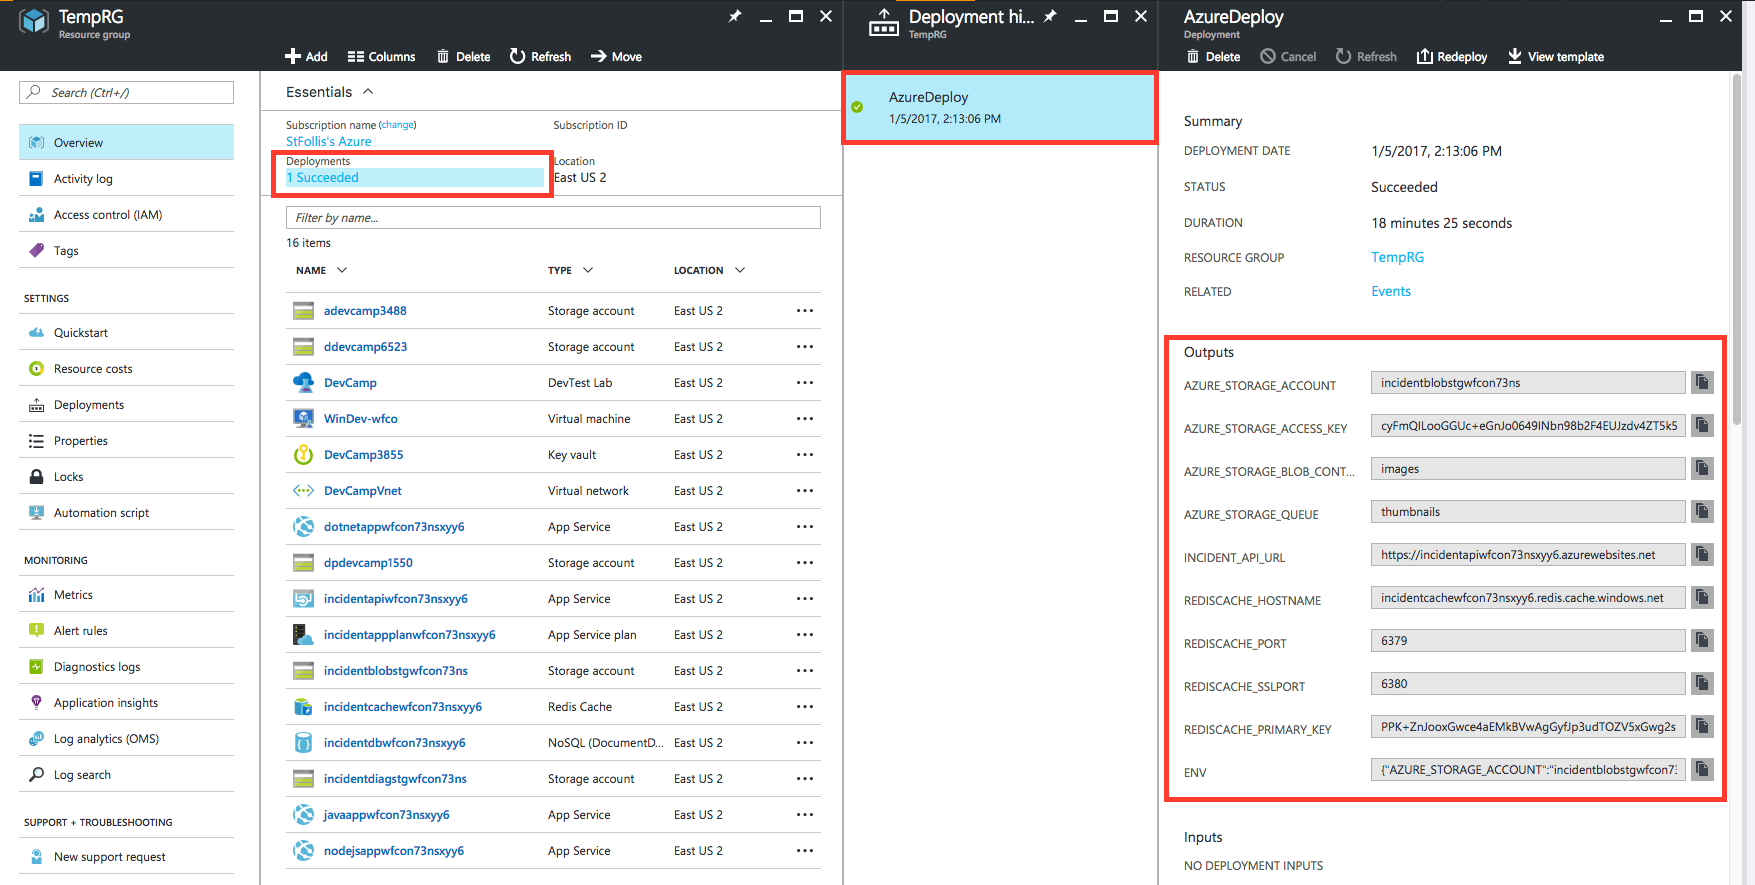 TempRG
Resource group
Add
Columns
Delete
Refresh
Move
Search (Ctrl+/)
Overview
Activity log
Access control (IAM)
Tags
SETTINGS
Quickstart
Resource costs
Deployments
Properties
Locks
Automation script
MONITORING
Metrics
Alert rules
Diagnostics logs
Application insights
Log analytics (OMS)
Log search
SUPPORT + TROUBLESHOOTING
New support request
Essentials
Subscription name (change)
StFollis's Azure
Subscription ID
Deployments
1 Succeeded
Location
East US 2
Filter by name...
16 items
NAME TYPE LOCATION
adevcamp3488 Storage account East US 2
ddevcamp6523 Storage account East US 2
DevCamp DevTest Lab East US 2
WinDev-wfco Virtual machine East US 2
DevCamp3855 Key vault East US 2
DevCampVnet Virtual network East US 2
dotnetappwfcon73nsxyy6 App Service East US 2
dpdevcamp1550 Storage account East US 2
incidentapiwfcon73nsxyy6 App Service East US 2
incidentappplanwfcon73nsxyy6 App Service plan East US 2
incidentblobstgwfcon73ns Storage account East US 2
incidentcachewfcon73nsxyy6 Redis Cache East US 2
incidentdbwfcon73nsxyy6 NoSQL (DocumentD... East US 2
incidentdiagstgwfcon73ns Storage account East US 2
javaappwfcon73nsxyy6 App Service East US 2
nodejsappwfcon73nsxyy6 App Service East US 2
Deployment hi...
TempRG
AzureDeploy
1/5/2017, 2:13:06 PM
AzureDeploy
Deployment
Delete
Cancel
Refresh
Redeploy
View template
Summary
DEPLOYMENT DATE 1/5/2017, 2:13:06 PM
STATUS Succeeded
DURATION 18 minutes 25 seconds
RESOURCE GROUP TempRG
RELATED Events
Outputs
AZURE_STORAGE_ACCOUNT incidentblobstgwfcon73ns
AZURE_STORAGE_ACCESS_KEY cyFmQILooGGUc+eGnJo0649INbn98b2F4EUJzdv4ZT5k5
AZURE_STORAGE_BLOB_CONT... images
AZURE_STORAGE_QUEUE thumbnails
INCIDENT_API_URL https://incidentapiwfcon73nsxyy6.azurewebsites.net
REDISCACHE_HOSTNAME incidentcachewfcon73nsxyy6.redis.cache.windows.net
REDISCACHE_PORT 6379
REDISCACHE_SSLPORT 6380
REDISCACHE_PRIMARY_KEY PPK+ZnJooxGwce4aEMkBVwAgGyfJp3udTOZV5xGwg2s
ENV {"AZURE_STORAGE_ACCOUNT":"incidentblobstgwfcon73
Inputs
NO DEPLOYMENT INPUTS